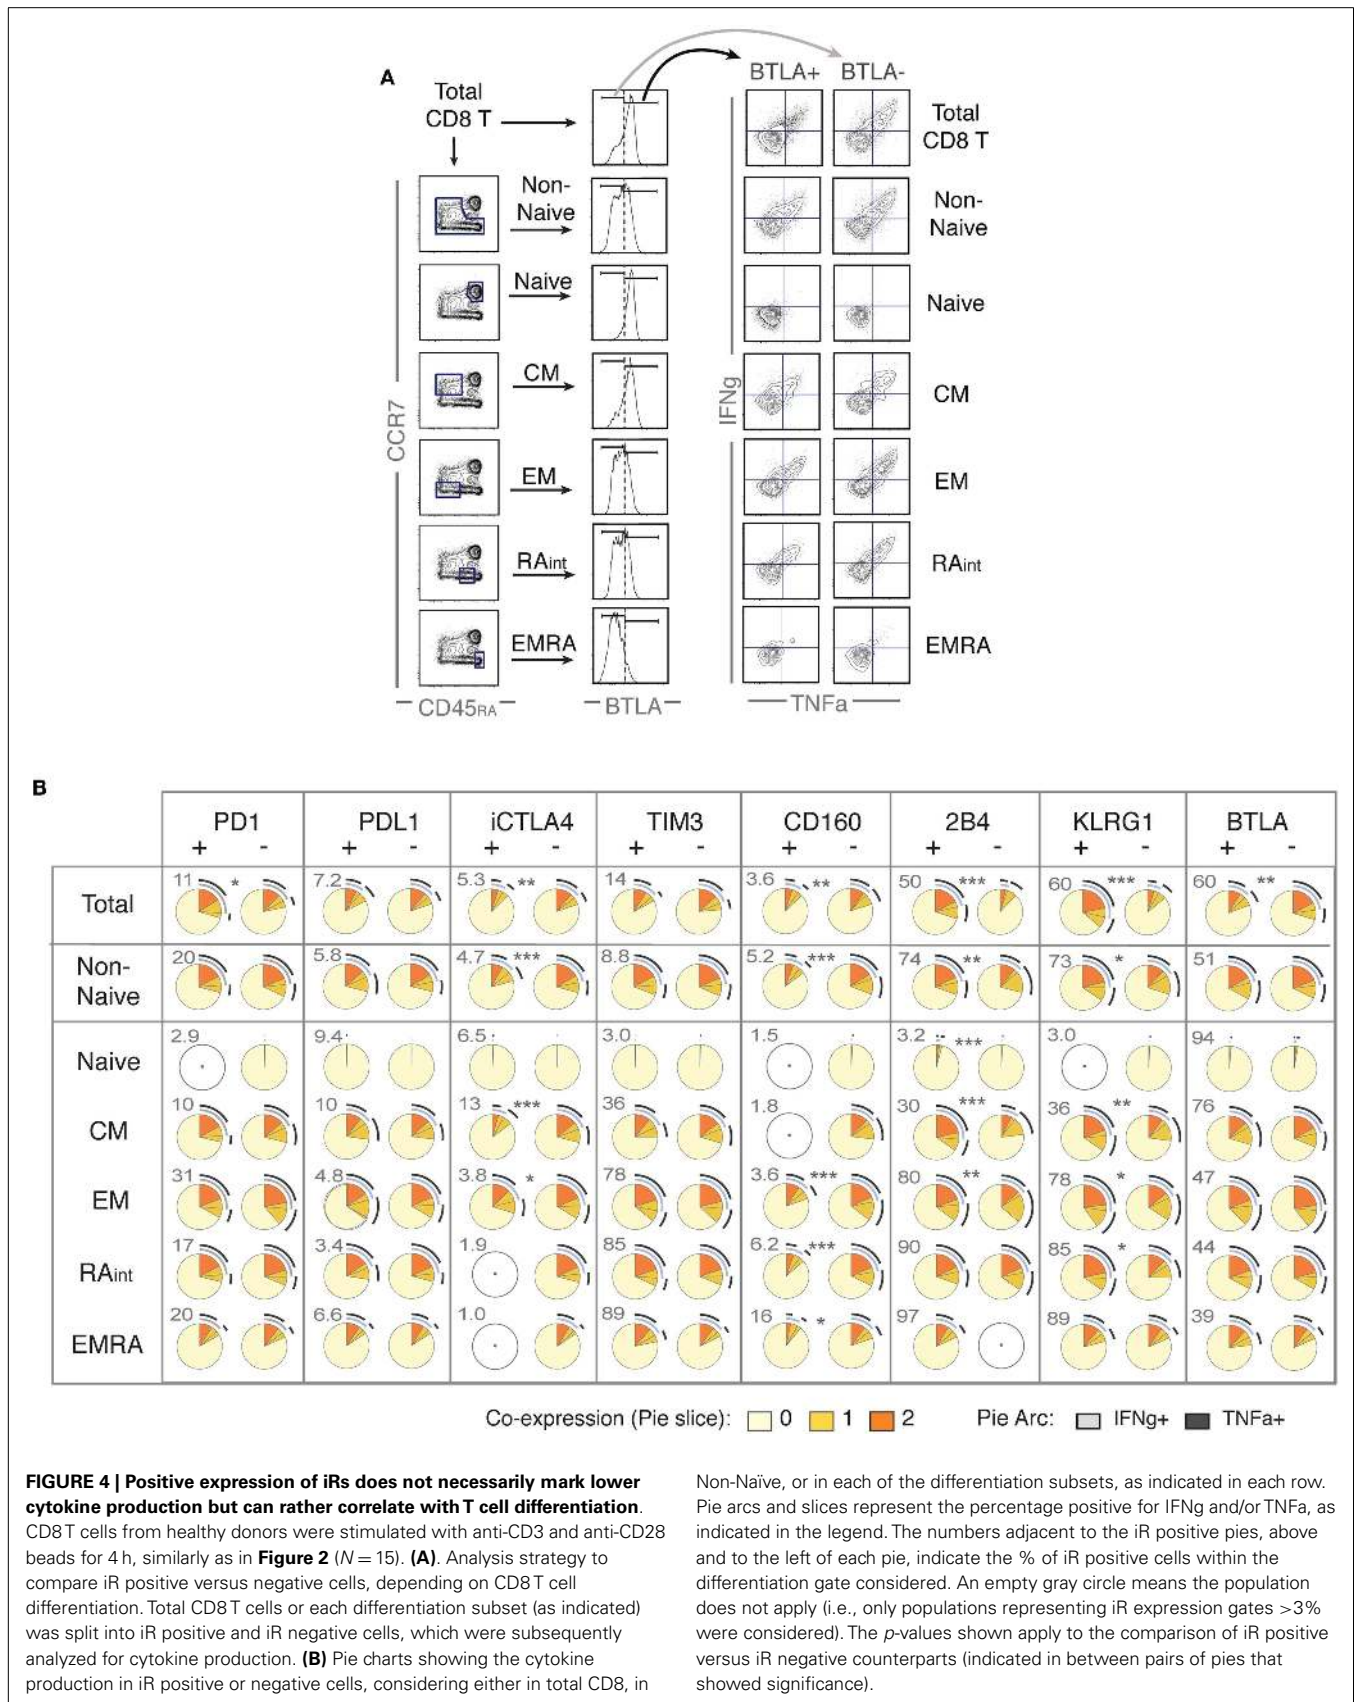 A
Total
CD8 T
BTLA+ BTLA-
Total
CD8 T
Non-
Naive
Non-
Naive
Naive
Naive
CM
CM
EM
EM
RAint
RAint
EMRA
EMRA
CCR7
IFNg
CD45RA
BTLA
TNFa
B
PD1 PDL1 iCTLA4 TIM3 CD160 2B4 KLRG1 BTLA
+ - + - + - + - + - + - + - + -
Total 11 * 7.2 5.3 ** 14 3.6 ** 50 *** 60 *** 60 **
Non-
Naive 20 5.8 4.7 *** 8.8 5.2 *** 74 ** 73 * 51
Naive 2.9 9.4 6.5 3.0 1.5 3.2 *** 3.0 94
CM 10 10 13 *** 36 1.8 30 *** 36 ** 76
EM 31 4.8 3.8 * 78 3.6 *** 80 ** 78 * 47
RAint 17 3.4 1.9 85 6.2 *** 90 85 * 44
EMRA 20 6.6 1.0 89 16 * 97 89 39
Co-expression (Pie slice): 0 1 2 Pie Arc: IFNg+ TNFa+
FIGURE 4 | Positive expression of iRs does not necessarily mark lower
cytokine production but can rather correlate with T cell differentiation.
CD8 T cells from healthy donors were stimulated with anti-CD3 and anti-CD28
beads for 4 h, similarly as in Figure 2 (N = 15). (A). Analysis strategy to
compare iR positive versus negative cells, depending on CD8 T cell
differentiation. Total CD8 T cells or each differentiation subset (as indicated)
was split into iR positive and iR negative cells, which were subsequently
analyzed for cytokine production. (B) Pie charts showing the cytokine
production in iR positive or negative cells, considering either in total CD8, in
Non-Naïve, or in each of the differentiation subsets, as indicated in each row.
Pie arcs and slices represent the percentage positive for IFNg and/or TNFa, as
indicated in the legend. The numbers adjacent to the iR positive pies, above
and to the left of each pie, indicate the % of iR positive cells within the
differentiation gate considered. An empty gray circle means the population
does not apply (i.e., only populations representing iR expression gates >3%
were considered). The p-values shown apply to the comparison of iR positive
versus iR negative counterparts (indicated in between pairs of pies that
showed significance).